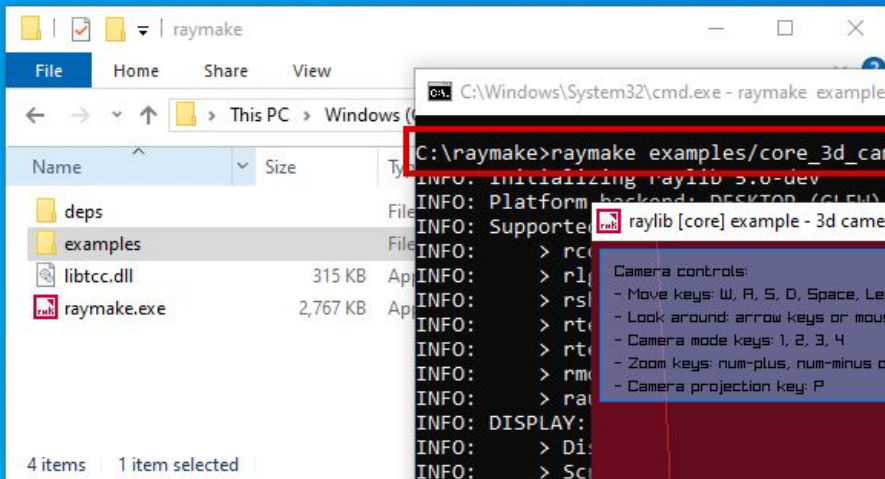 raymake
File Home Share View
This PC > Windows (
Name Size
deps
examples
libtcc.dll 315 KB
raymake.exe 2,767 KB
4 items 1 item selected
C:\Windows\System32\cmd.exe - raymake example
C:\raymake>raymake examples/core_3d_ca
INFO: Initializing raylib 5.6-dev
INFO: Platform backend: DESKTOP (GLFW)
INFO: Supported
INFO: >
INFO: >
INFO: >
INFO: >
INFO: >
INFO: >
INFO: >
INFO: DISPLAY:
INFO: >
INFO: >
raylib [core] example - 3d came
Camera controls:
- Move keys: W, A, S, D, Space, Le
- Look around: arrow keys or mous
- Camera mode keys: 1, 2, 3, 4
- Zoom keys: num-plus, num-minus o
- Camera projection key: P